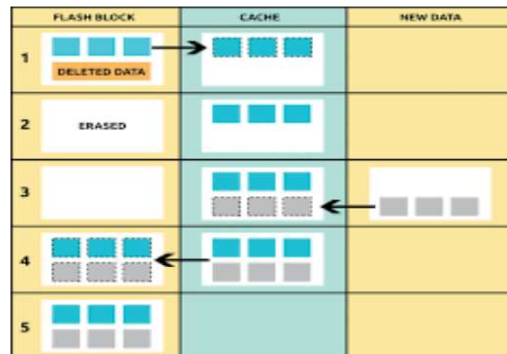 FLASH BLOCK CACHE NEW DATA
1
DELETED DATA
2 ERASED
3
4
5